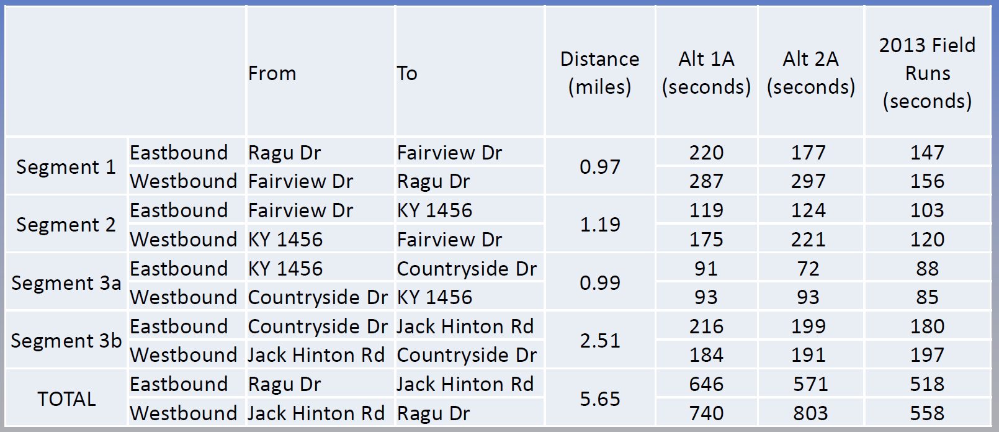 From To Distance (miles) Alt 1A (seconds) Alt 2A (seconds) 2013 Field Runs (seconds)
Segment 1 Eastbound Ragu Dr Fairview Dr 0.97 220 177 147
Westbound Fairview Dr Ragu Dr 287 297 156
Segment 2 Eastbound Fairview Dr KY 1456 1.19 119 124 103
Westbound KY 1456 Fairview Dr 175 221 120
Segment 3a Eastbound KY 1456 Countryside Dr 0.99 91 72 88
Westbound Countryside Dr KY 1456 93 93 85
Segment 3b Eastbound Countryside Dr Jack Hinton Rd 2.51 216 199 180
Westbound Jack Hinton Rd Countryside Dr 184 191 197
TOTAL Eastbound Ragu Dr Jack Hinton Rd 5.65 646 571 518
Westbound Jack Hinton Rd Ragu Dr 740 803 558